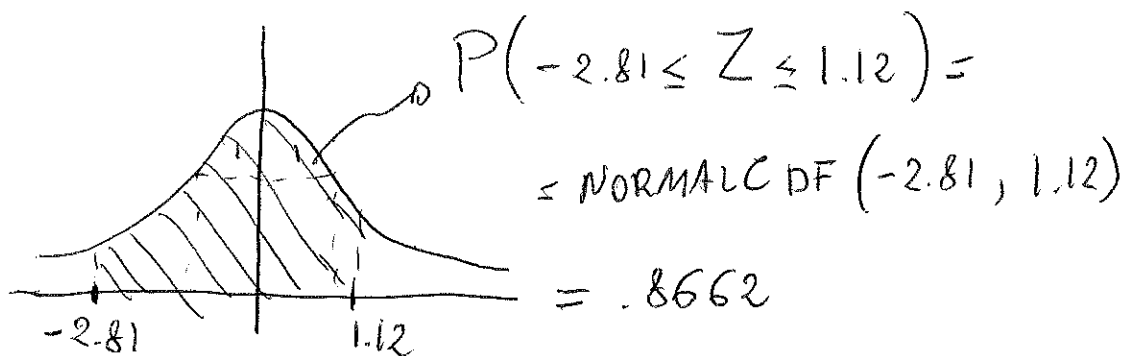 P(-2.81 ≤ Z ≤ 1.12) =
= NORMALCDF (-2.81, 1.12)
= .8662
-2.81
1.12